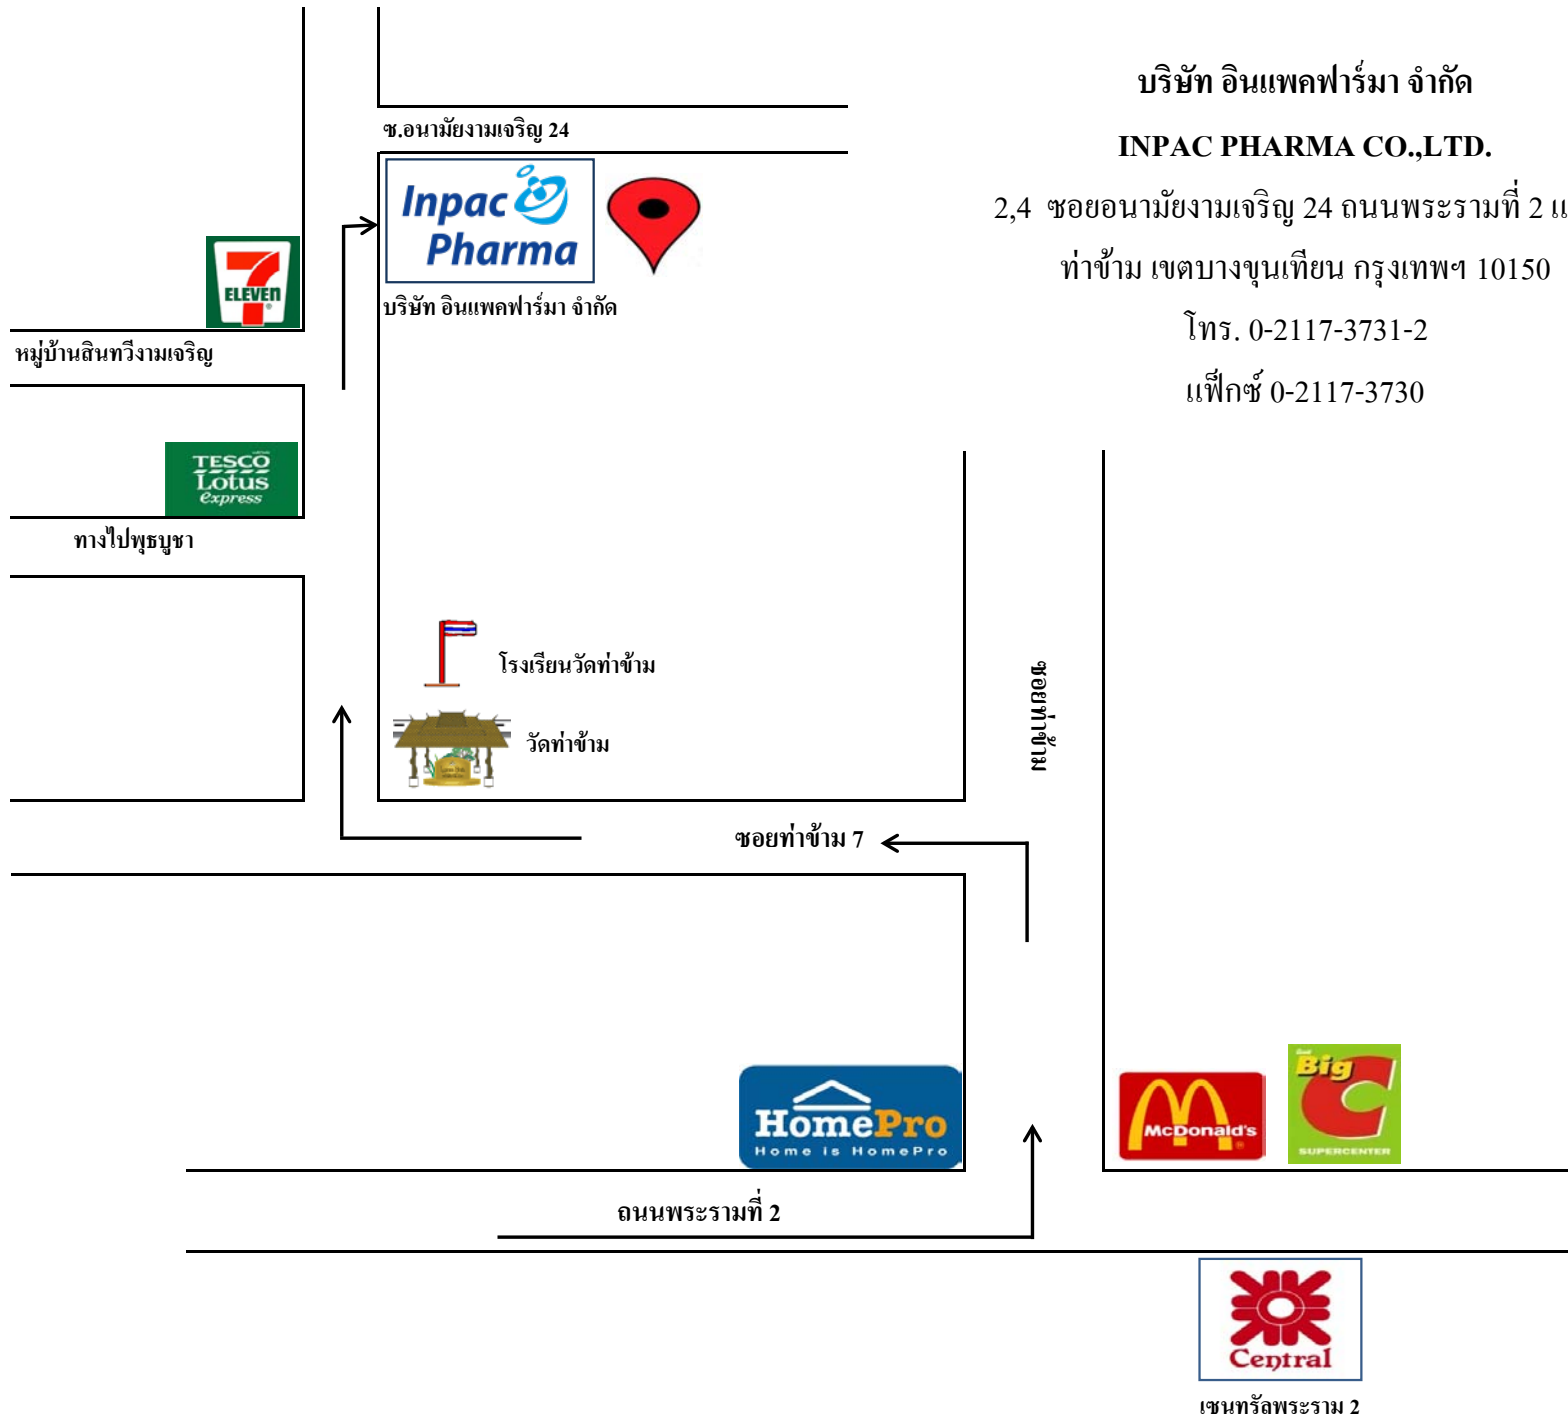 บริษัท อินแพคฟาร์มา จำกัด
INPAC PHARMA CO.,LTD.
2,4 ซอยอนามัยงามเจริญ 24 ถนนพระรามที่ 2 แ
ท่าข้าม เขตบางขุนเทียน กรุงเทพฯ 10150
โทร. 0-2117-3731-2
แฟ็กซ์ 0-2117-3730
ซ.อนามัยงามเจริญ 24
Inpac
Pharma
บริษัท อินแพคฟาร์มา จำกัด
7
ELEVEN
หมู่บ้านสินทวีงามเจริญ
TESCO
Lotus
express
ทางไปพุธบูชา
โรงเรียนวัดท่าข้าม
วัดท่าข้าม
ซอยท่าข้าม
ซอยท่าข้าม 7
HomePro
Home is HomePro
McDonald's
Big
C
SUPERCENTER
ถนนพระรามที่ 2
Central
เซนทรัลพระราม 2